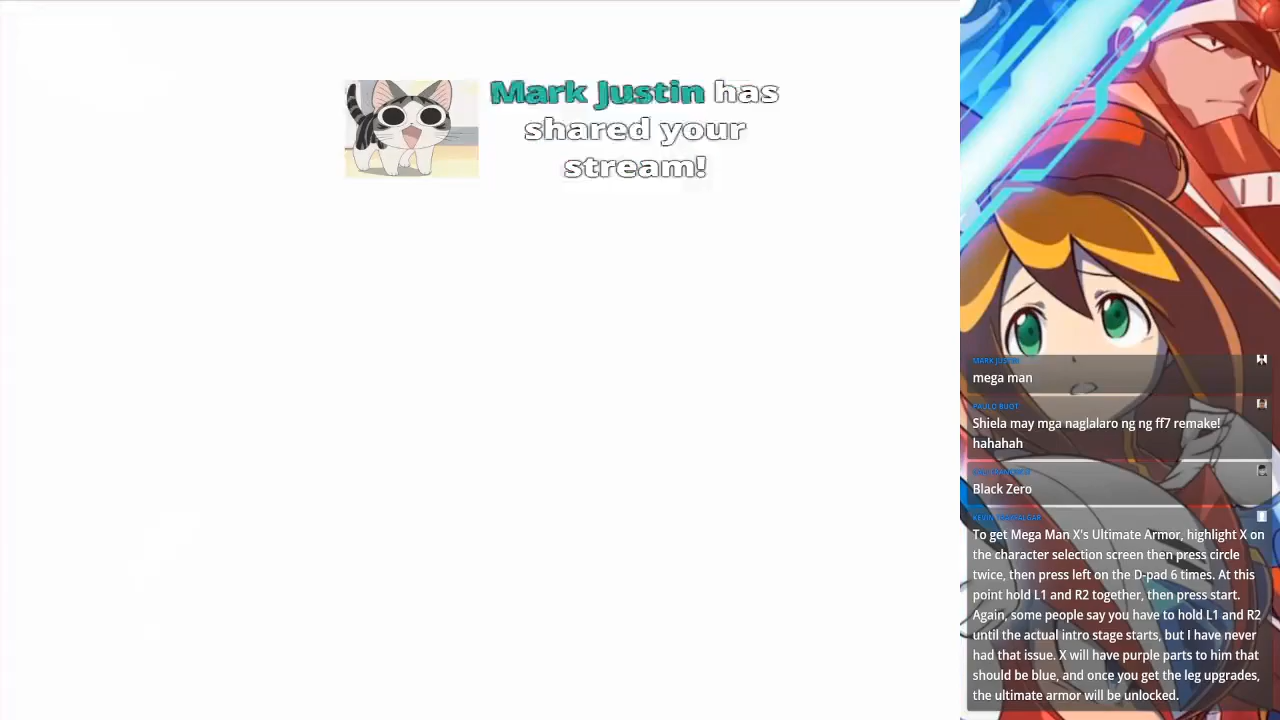 Mark Justin has
shared your
stream!
MARK JUSTIN
mega man
PAULO BUOT
Shiela may mga naglalaro ng ng ff7 remake!
hahahah
Black Zero
KEVIN
To get Mega Man X's Ultimate Armor, highlight X on
the character selection screen then press circle
twice, then press left on the D-pad 6 times. At this
point hold L1 and R2 together, then press start.
Again, some people say you have to hold L1 and R2
until the actual intro stage starts, but I have never
had that issue. X will have purple parts to him that
should be blue, and once you get the leg upgrades,
the ultimate armor will be unlocked.